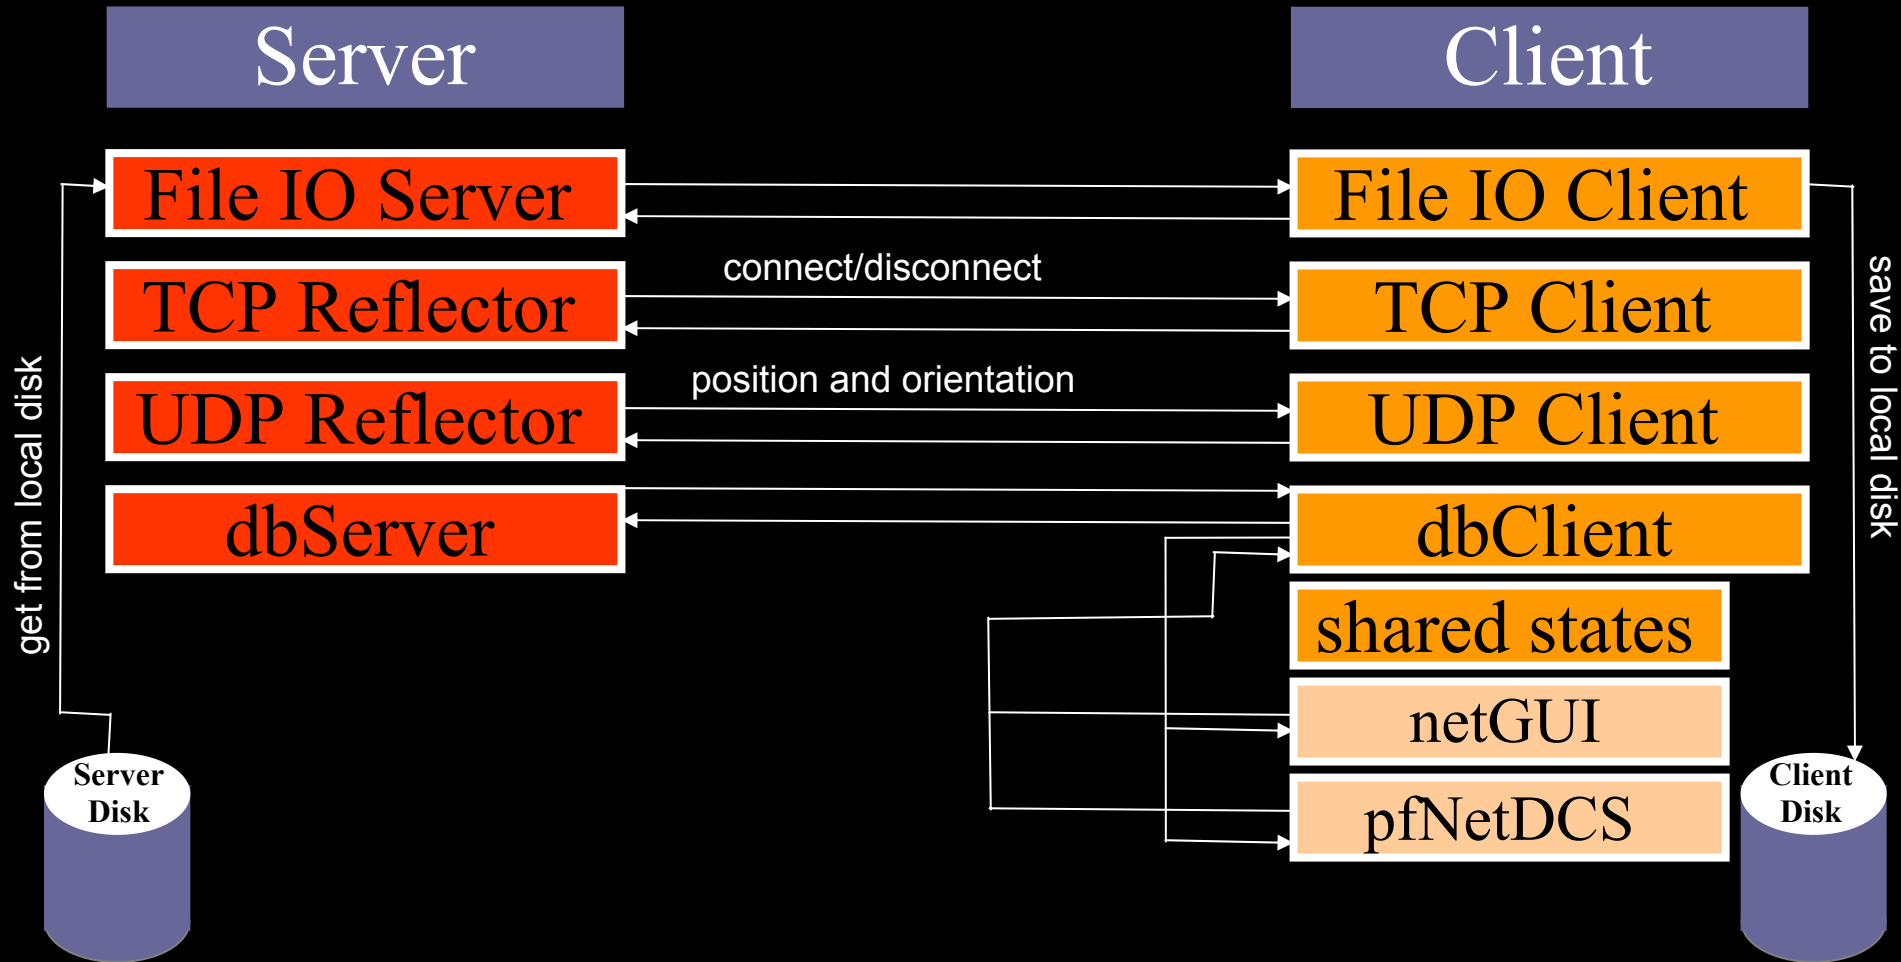 Server
Client
File IO Server
File IO Client
connect/disconnect
TCP Reflector
TCP Client
position and orientation
UDP Reflector
UDP Client
dbServer
dbClient
shared states
netGUI
pfNetDCS
get from local disk
save to local disk
Server
Disk
Client
Disk